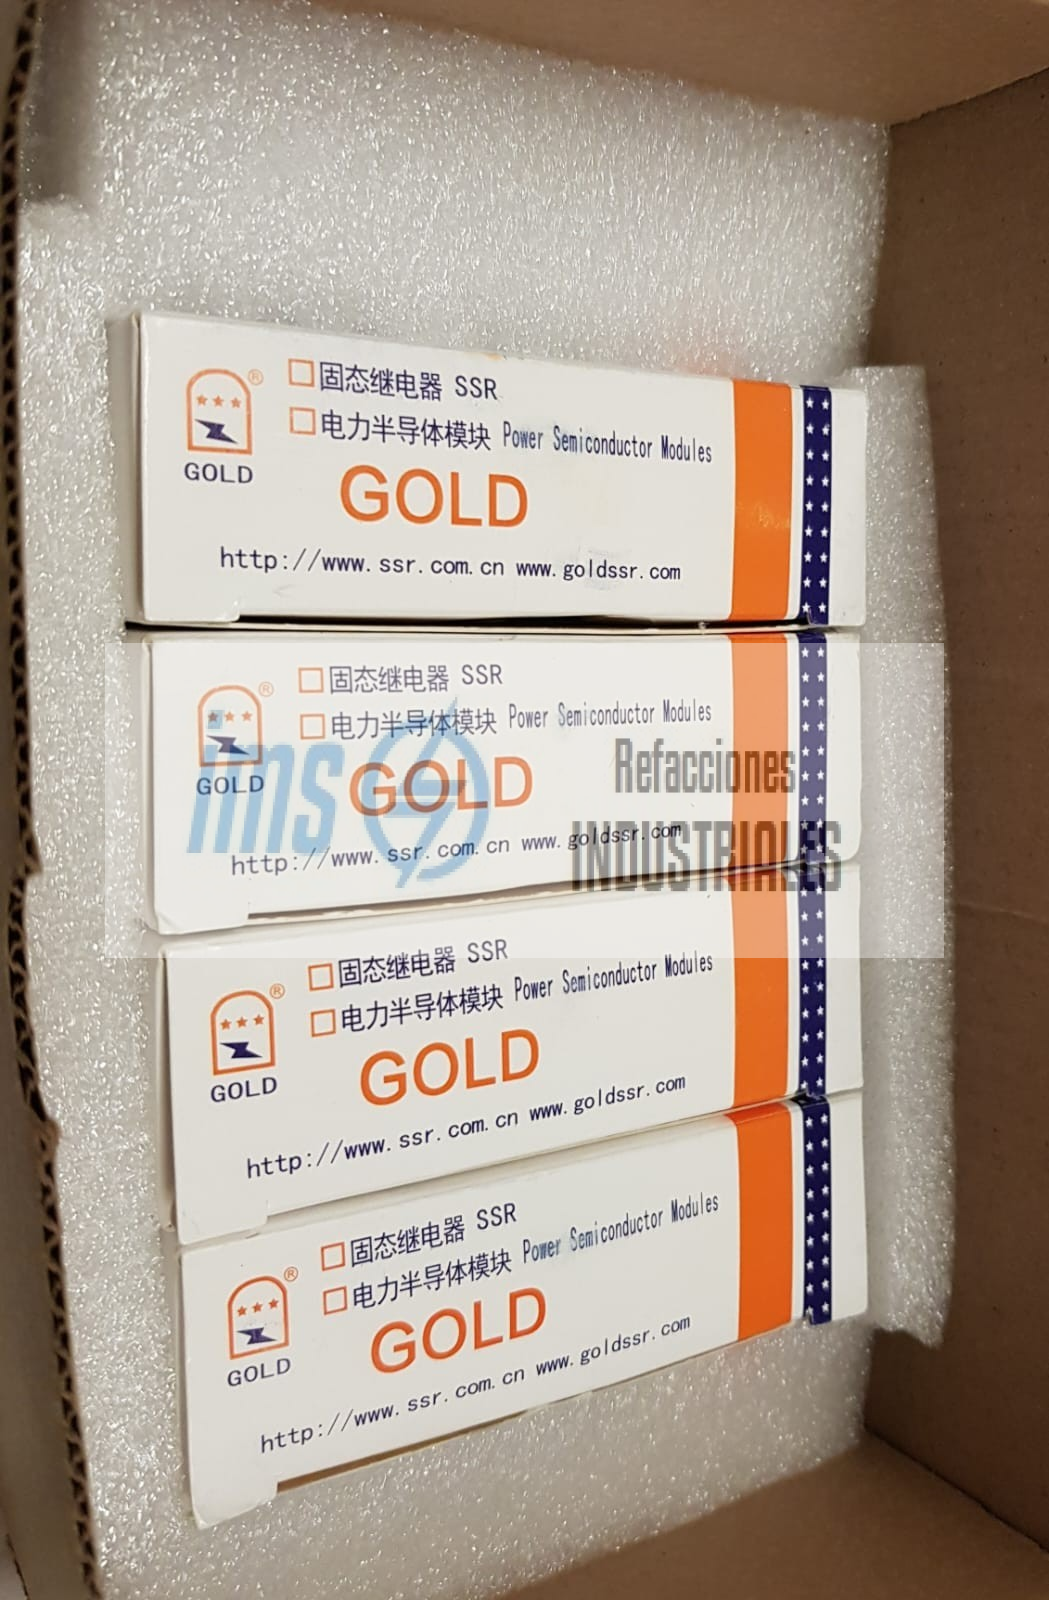 ®
GOLD
固态继电器 SSR
电力半导体模块 Power Semiconductor Modules
GOLD
http://www.ssr.com.cn www.goldssr.com
®
GOLD
固态继电器 SSR
电力半导体模块 Power Semiconductor Modules
GOLD
http://www.ssr.com.cn www.goldssr.com
ims
Refacciones
INDUSTRIALES
®
GOLD
固态继电器 SSR
电力半导体模块 Power Semiconductor Modules
GOLD
http://www.ssr.com.cn www.goldssr.com
®
GOLD
固态继电器 SSR
电力半导体模块 Power Semiconductor Modules
GOLD
http://www.ssr.com.cn www.goldssr.com